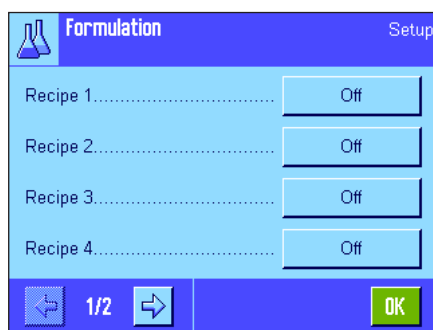 Formulation Setup
Recipe 1.............................. Off
Recipe 2.............................. Off
Recipe 3.............................. Off
Recipe 4.............................. Off
1/2 OK